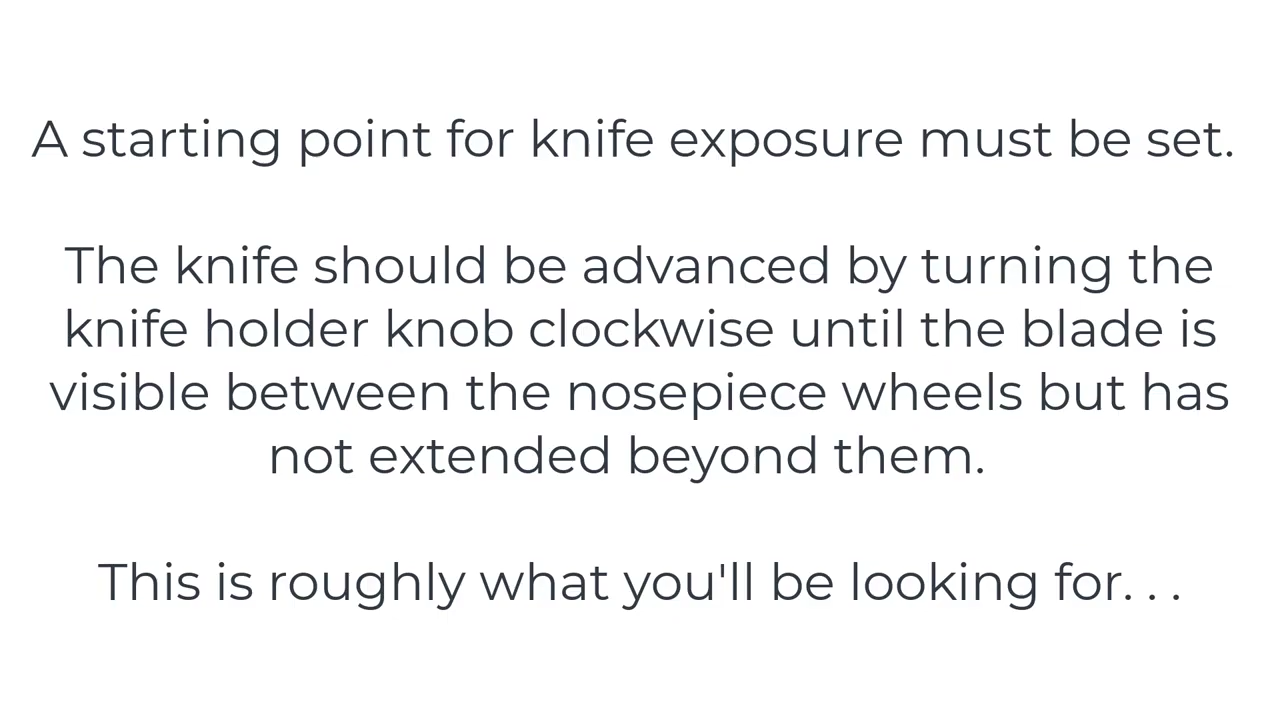 A starting point for knife exposure must be set.
The knife should be advanced by turning the
knife holder knob clockwise until the blade is
visible between the nosepiece wheels but has
not extended beyond them.
This is roughly what you'll be looking for. . .